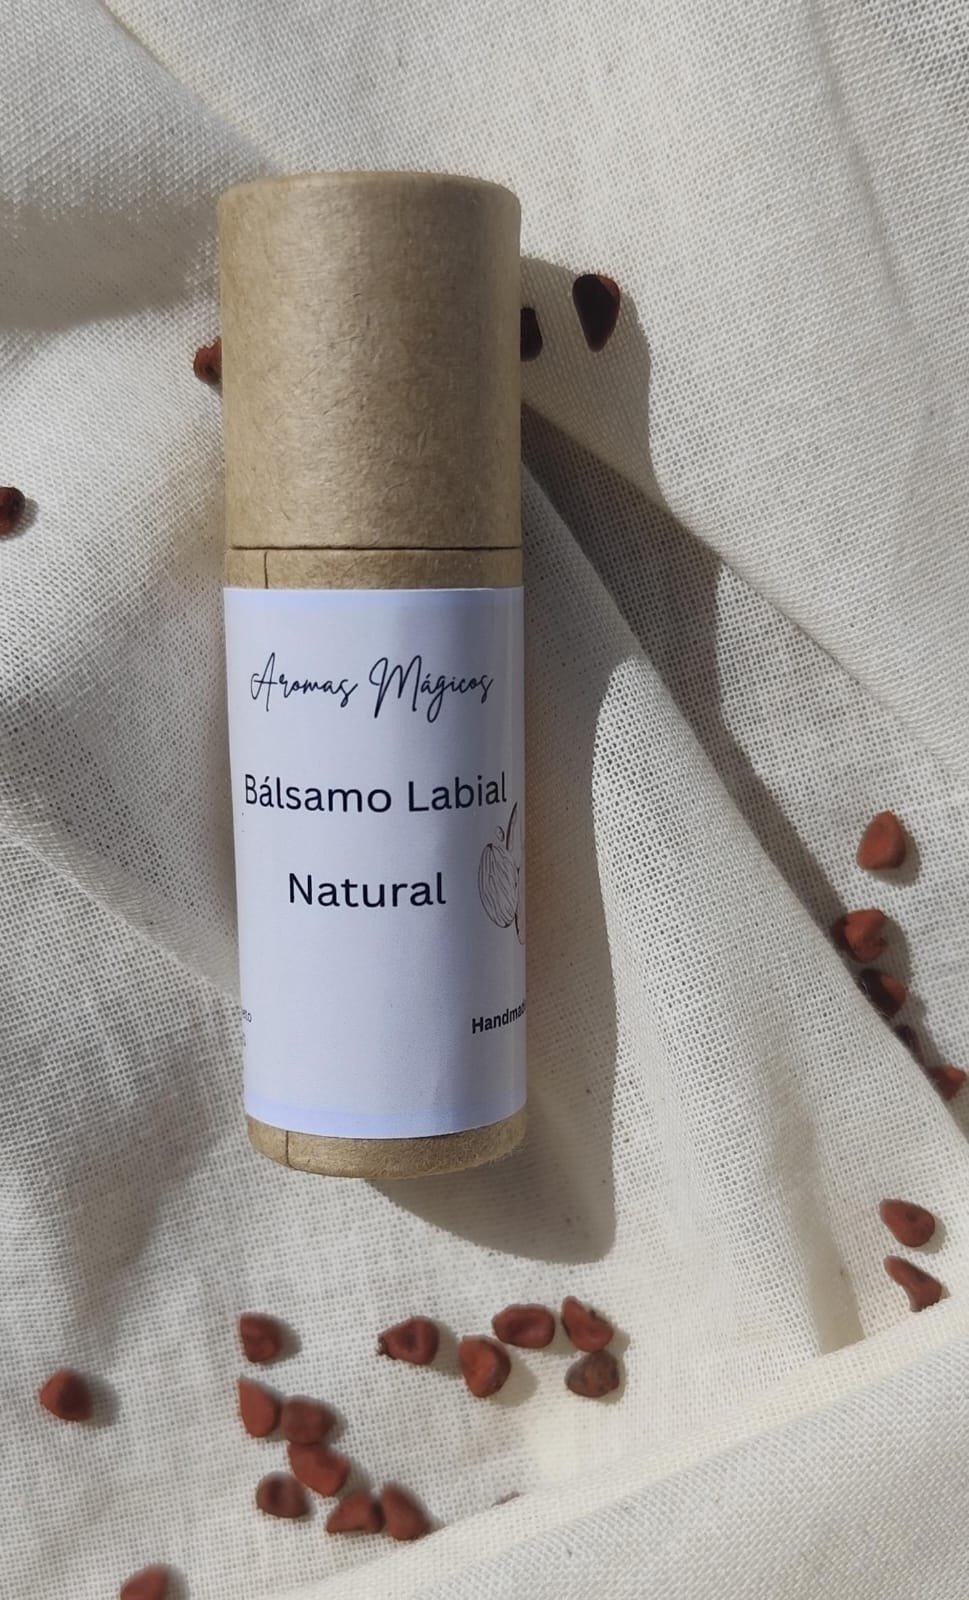 Aromas Mágicos
Bálsamo Labial
Natural